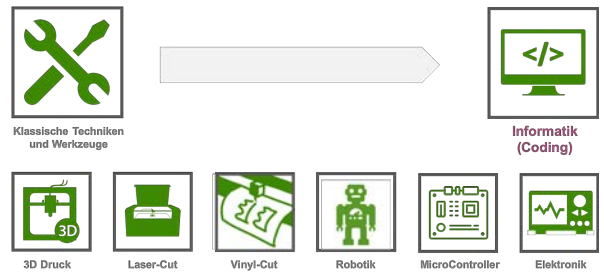 </>
Klassische Techniken
und Werkzeuge
Informatik
(Coding)
3D
3D Druck
Laser-Cut
Vinyl-Cut
Robotik
MicroController
Elektronik